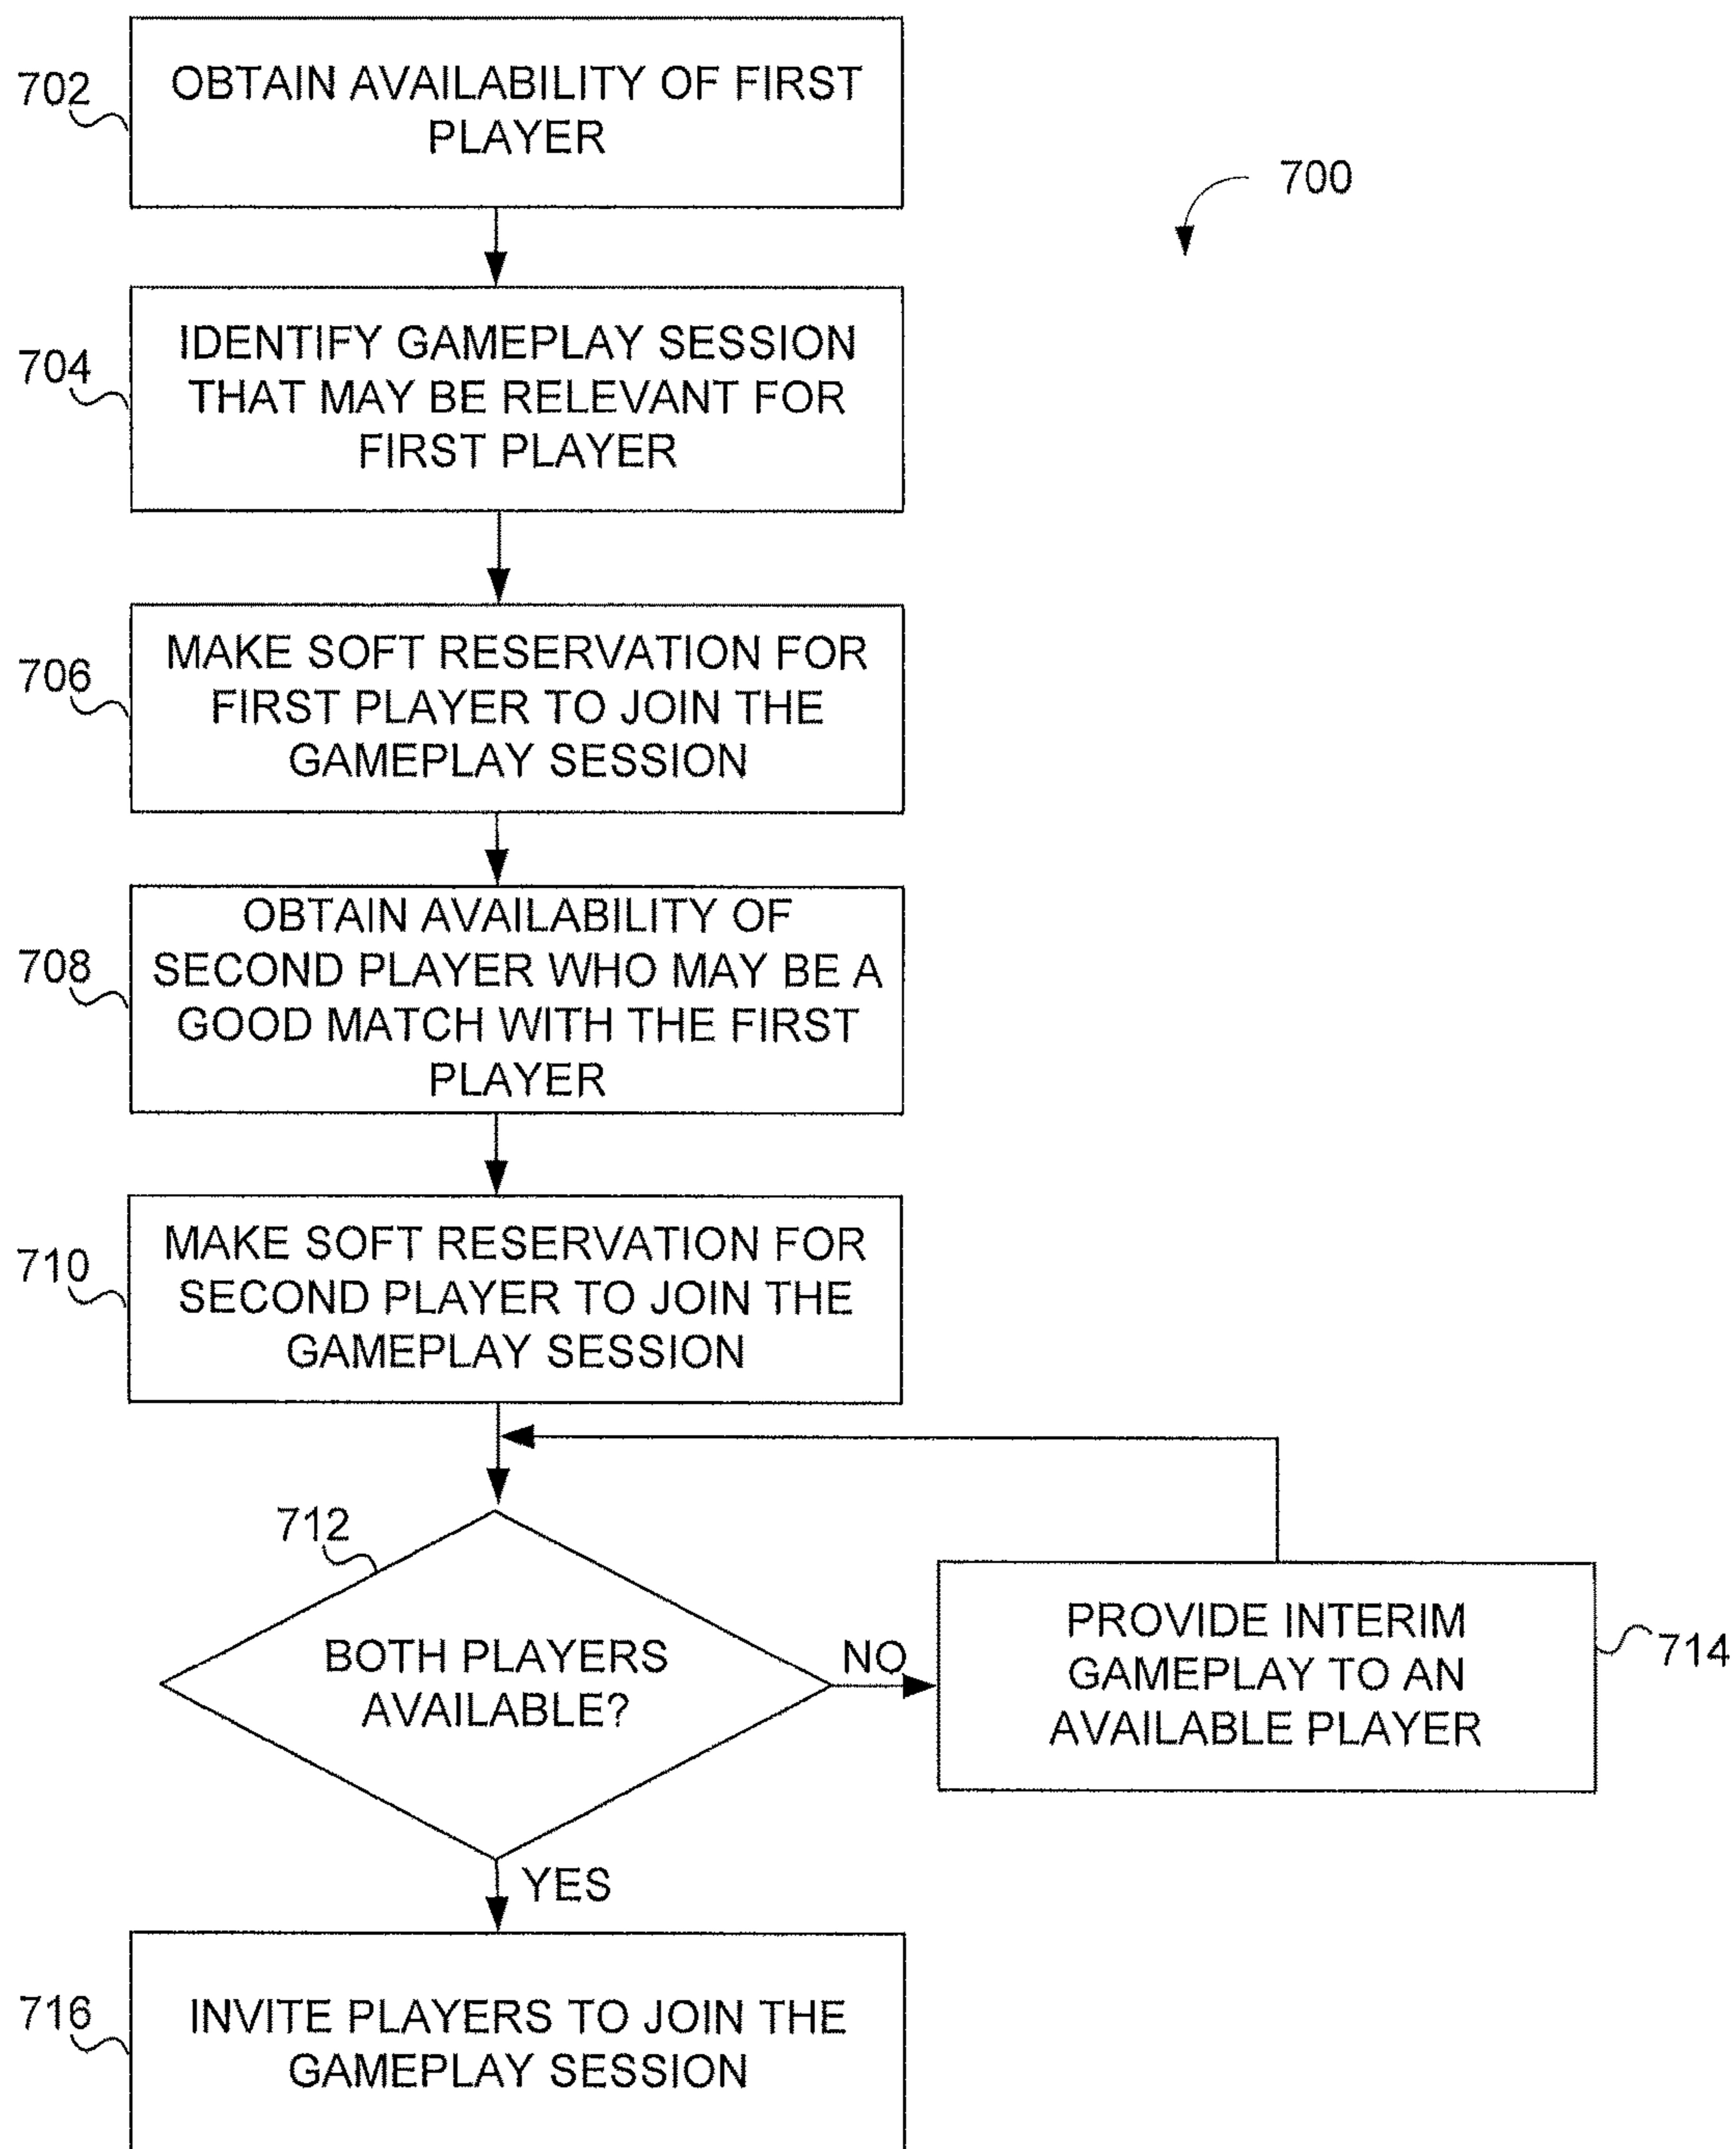 702
OBTAIN AVAILABILITY OF FIRST
PLAYER
700
704
IDENTIFY GAMEPLAY SESSION
THAT MAY BE RELEVANT FOR
FIRST PLAYER
706
MAKE SOFT RESERVATION FOR
FIRST PLAYER TO JOIN THE
GAMEPLAY SESSION
708
OBTAIN AVAILABILITY OF
SECOND PLAYER WHO MAY BE A
GOOD MATCH WITH THE FIRST
PLAYER
710
MAKE SOFT RESERVATION FOR
SECOND PLAYER TO JOIN THE
GAMEPLAY SESSION
712
BOTH PLAYERS
AVAILABLE?
NO
PROVIDE INTERIM
GAMEPLAY TO AN
AVAILABLE PLAYER
714
YES
716
INVITE PLAYERS TO JOIN THE
GAMEPLAY SESSION